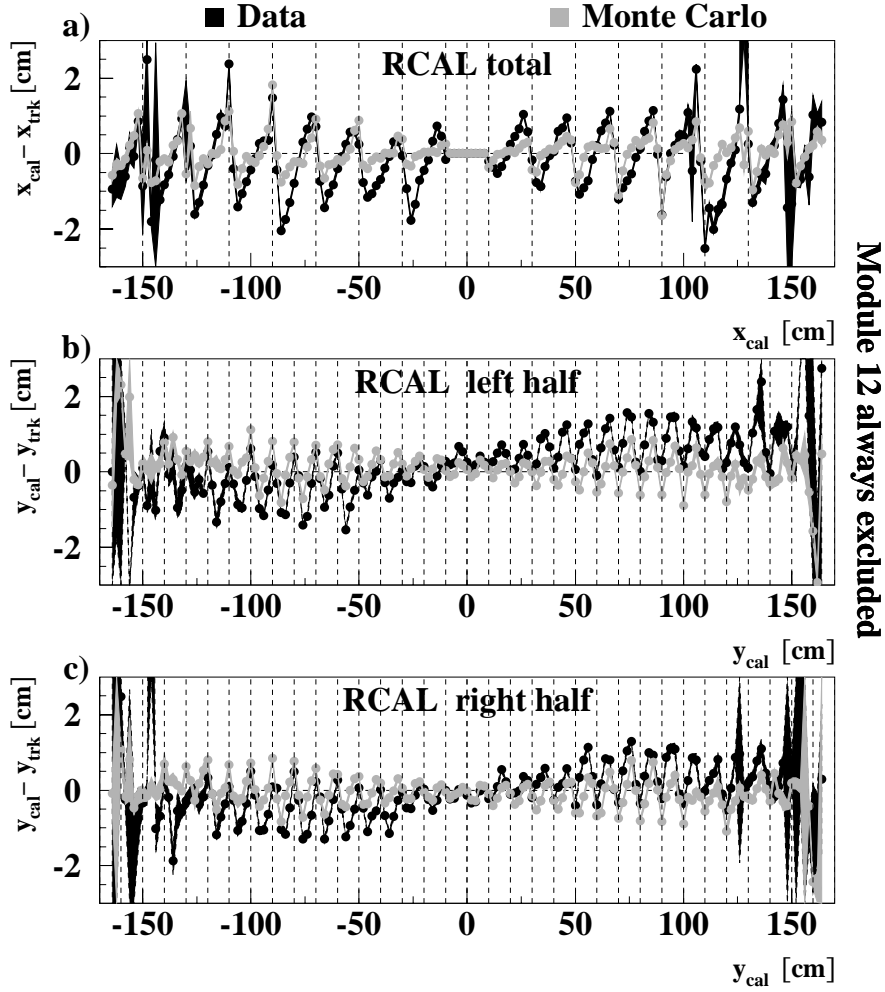 Data
Monte Carlo
a)
RCAL total
x_cal − x_trk [cm]
2
0
-2
-150 -100 -50 0 50 100 150
x_cal [cm]
b)
RCAL left half
y_cal − y_trk [cm]
2
0
-2
-150 -100 -50 0 50 100 150
y_cal [cm]
c)
RCAL right half
y_cal − y_trk [cm]
2
0
-2
-150 -100 -50 0 50 100 150
y_cal [cm]
Module 12 always excluded